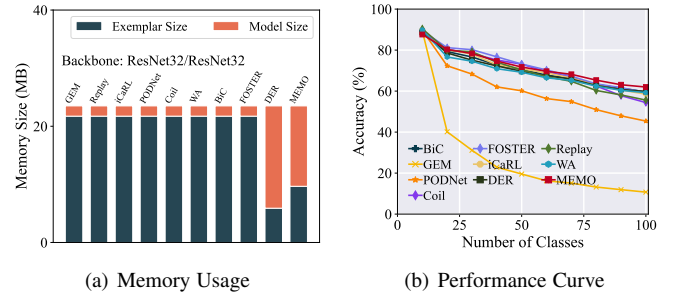 40
20
0
Memory Size (MB)
Exemplar Size
Model Size
Backbone: ResNet32/ResNet32
GEM
Replay
iCaRL
PODNet
Coil
WA
BiC
FOSTER
DER
MEMO
(a) Memory Usage
100
80
60
40
20
0
Accuracy (%)
BiC FOSTER Replay
GEM iCaRL WA
PODNet DER MEMO
Coil
0 25 50 75 100
Number of Classes
(b) Performance Curve